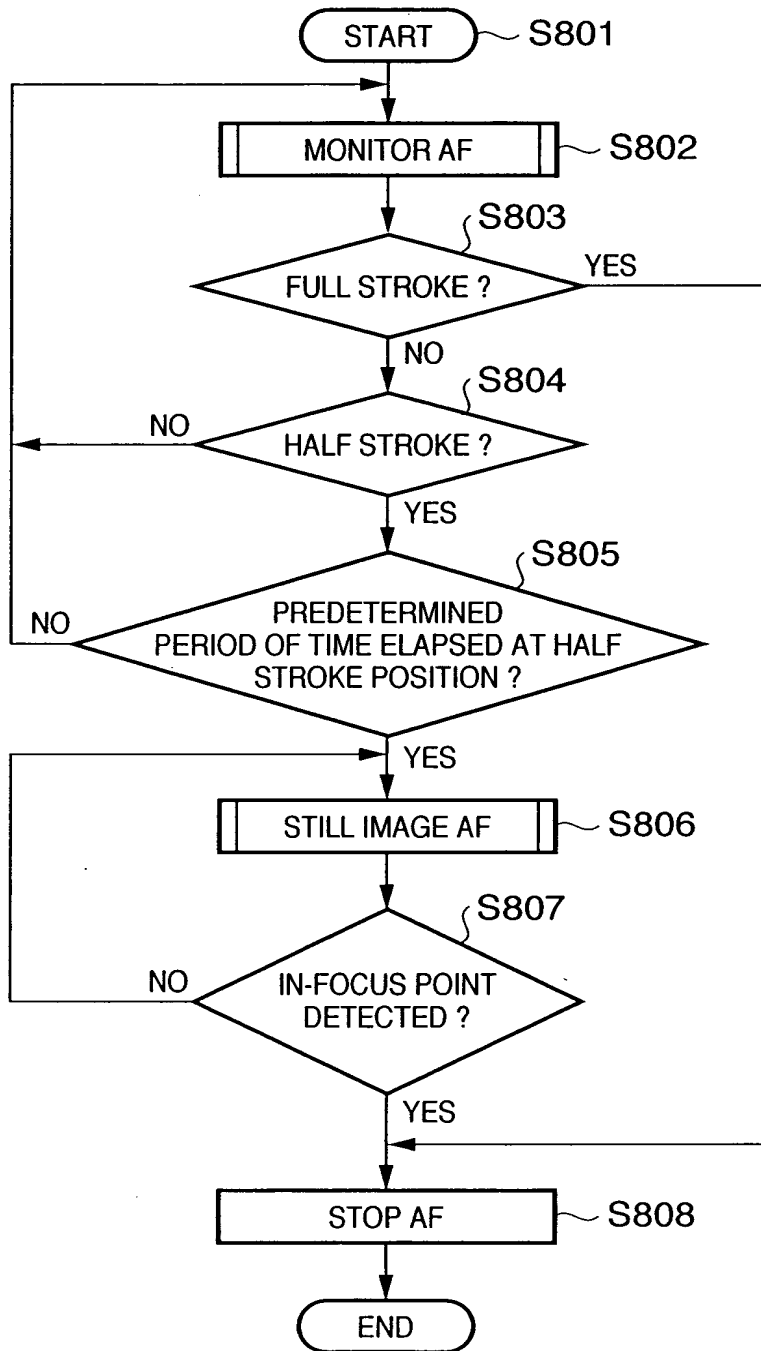 START
S801
MONITOR AF
S802
S803
FULL STROKE ?
YES
NO
S804
NO
HALF STROKE ?
YES
S805
NO
PREDETERMINED
PERIOD OF TIME ELAPSED AT HALF
STROKE POSITION ?
YES
STILL IMAGE AF
S806
S807
NO
IN-FOCUS POINT
DETECTED ?
YES
STOP AF
S808
END